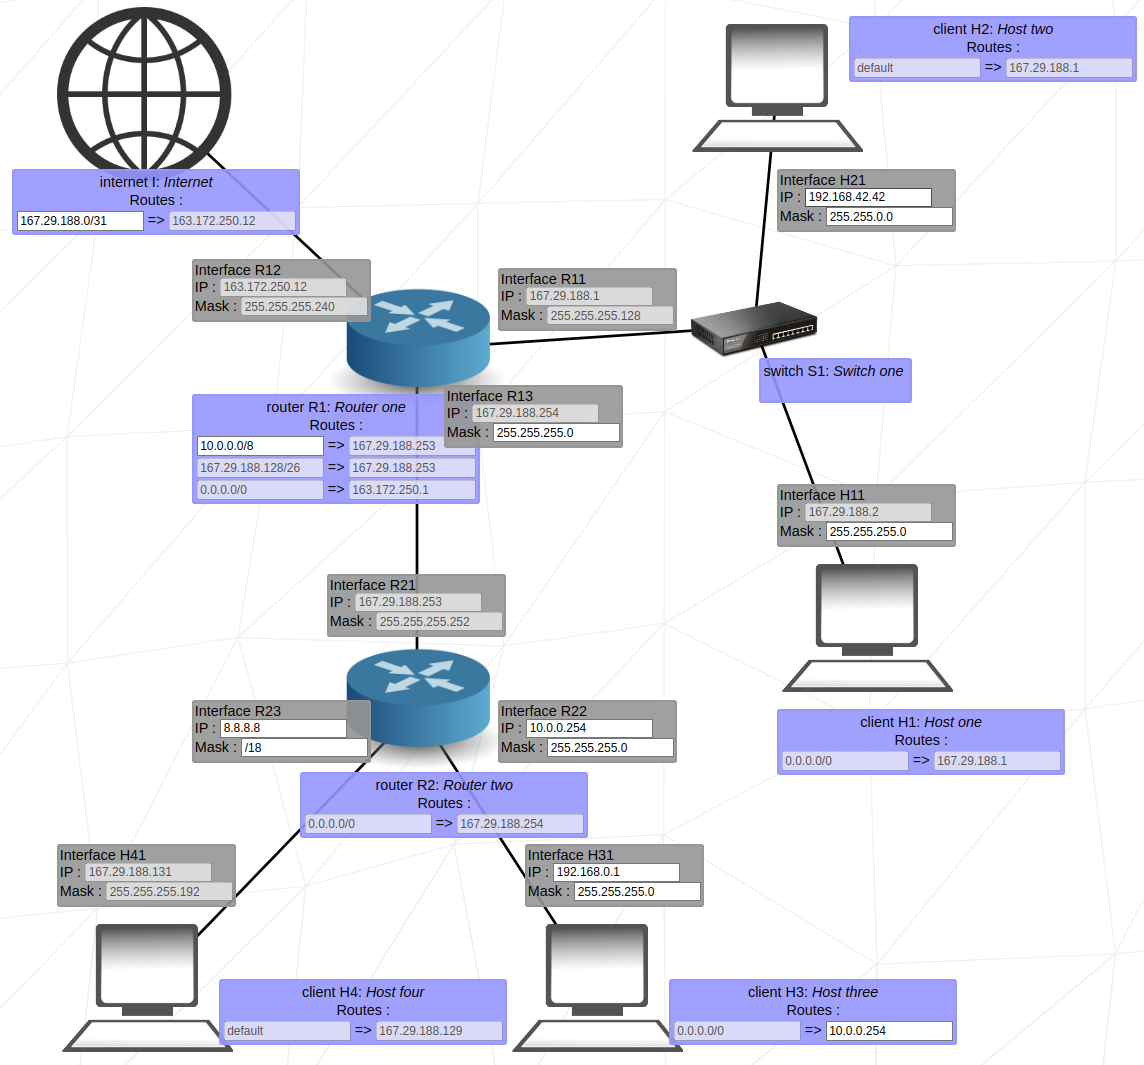 client H2: Host two
Routes :
default => 167.29.188.1
internet I: Internet
Routes :
167.29.188.0/31 => 163.172.250.12
Interface H21
IP : 192.168.42.42
Mask : 255.255.0.0
Interface R12
IP : 163.172.250.12
Mask : 255.255.255.240
Interface R11
IP : 167.29.188.1
Mask : 255.255.255.128
switch S1: Switch one
router R1: Router one
Routes :
10.0.0.0/8 => 167.29.188.253
167.29.188.128/26 => 167.29.188.253
0.0.0.0/0 => 163.172.250.1
Interface R13
IP : 167.29.188.254
Mask : 255.255.255.0
Interface H11
IP : 167.29.188.2
Mask : 255.255.255.0
Interface R21
IP : 167.29.188.253
Mask : 255.255.255.252
Interface R23
IP : 8.8.8.8
Mask : /18
Interface R22
IP : 10.0.0.254
Mask : 255.255.255.0
client H1: Host one
Routes :
0.0.0.0/0 => 167.29.188.1
router R2: Router two
Routes :
0.0.0.0/0 => 167.29.188.254
Interface H41
IP : 167.29.188.131
Mask : 255.255.255.192
Interface H31
IP : 192.168.0.1
Mask : 255.255.255.0
client H4: Host four
Routes :
default => 167.29.188.129
client H3: Host three
Routes :
0.0.0.0/0 => 10.0.0.254